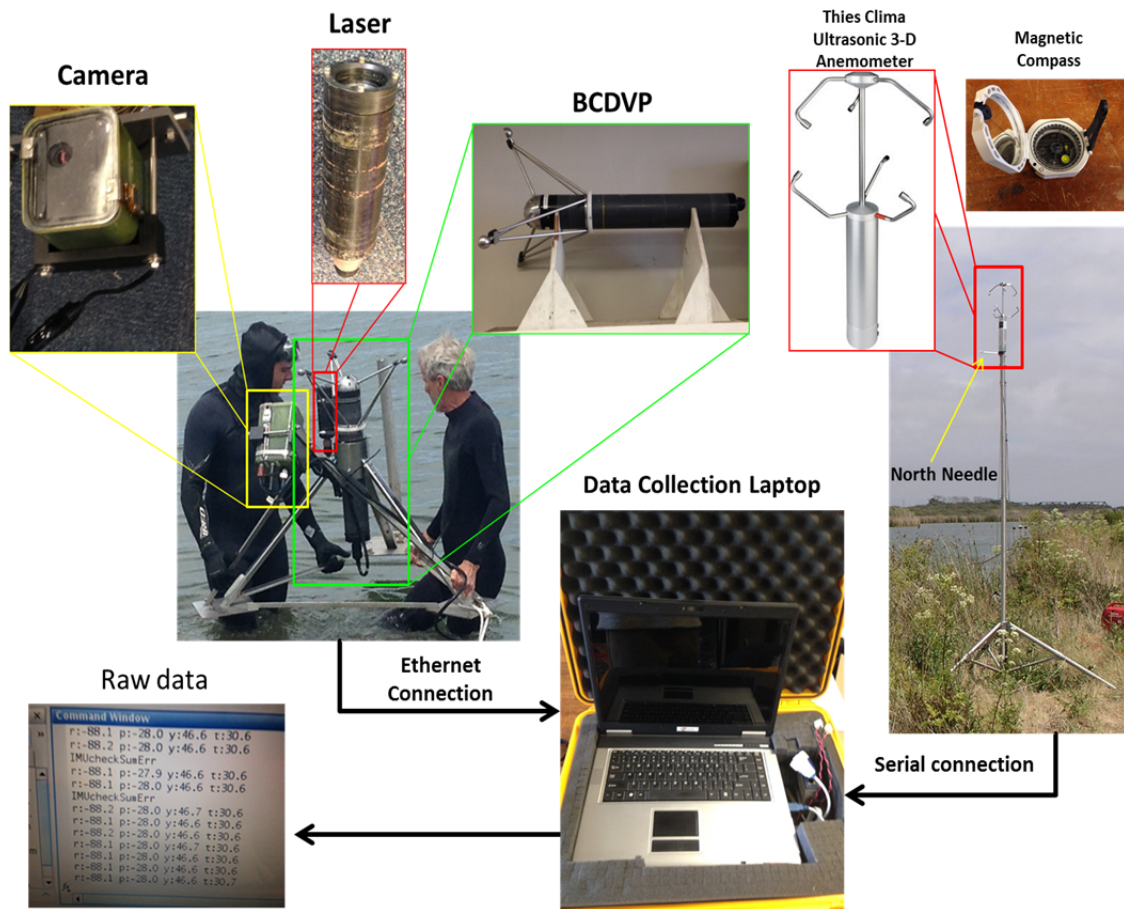 Camera
Laser
BCDVP
Thies Clima
Ultrasonic 3-D
Anemometer
Magnetic
Compass
North Needle
Data Collection Laptop
Ethernet
Connection
Serial connection
Raw data
Command Window
r:-88.1 p:-28.0 y:46.6 t:30.6
r:-88.2 p:-28.0 y:46.6 t:30.6
IMUcheckSumErr
r:-88.1 p:-27.9 y:46.6 t:30.6
r:-88.1 p:-28.0 y:46.6 t:30.6
IMUcheckSumErr
r:-88.2 p:-28.0 y:46.7 t:30.6
r:-88.1 p:-28.0 y:46.6 t:30.6
r:-88.2 p:-28.0 y:46.6 t:30.6
r:-88.1 p:-28.0 y:46.7 t:30.6
r:-88.1 p:-28.0 y:46.6 t:30.6
r:-88.1 p:-28.0 y:46.6 t:30.6
r:-88.1 p:-28.0 y:46.6 t:30.7